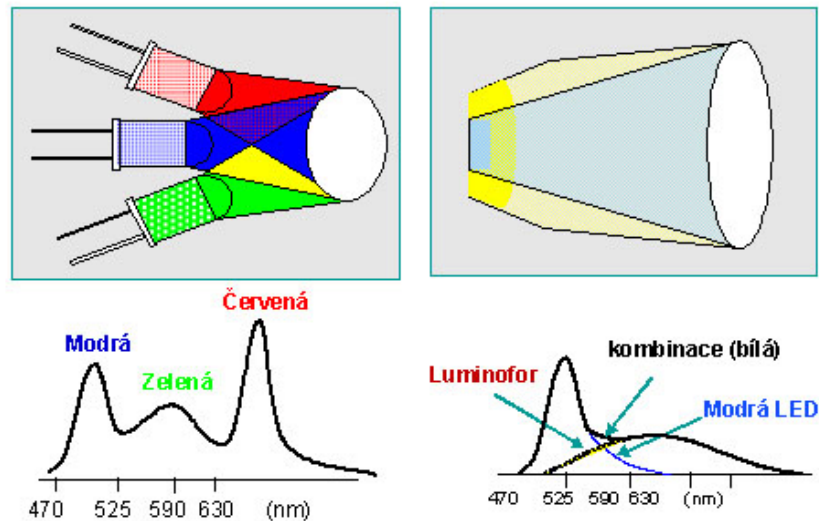 Červená
Modrá
Zelená
470 525 590 630 (nm)
kombinace (bílá)
Luminofor
Modrá LED
470 525 590 630 (nm)